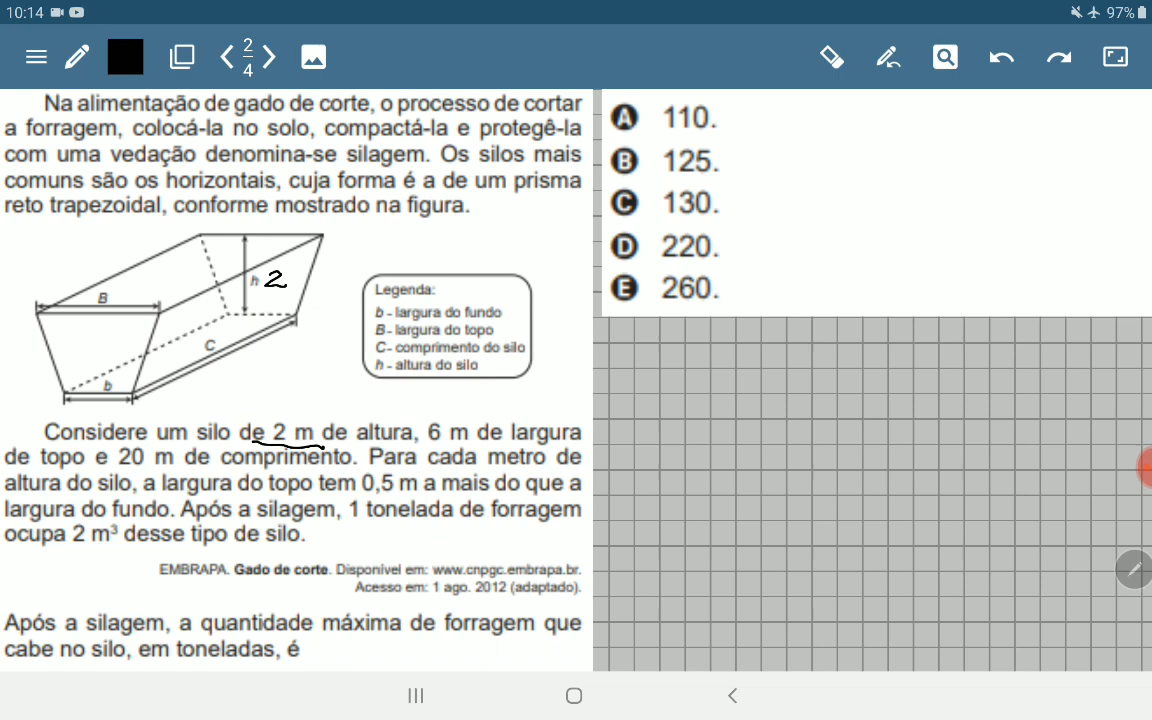 10:14
97%
2
4
Na alimentação de gado de corte, o processo de cortar
a forragem, colocá-la no solo, compactá-la e protegê-la
com uma vedação denomina-se silagem. Os silos mais
comuns são os horizontais, cuja forma é a de um prisma
reto trapezoidal, conforme mostrado na figura.
B
h 2
C
b
Legenda:
b - largura do fundo
B - largura do topo
C - comprimento do silo
h - altura do silo
Considere um silo de 2 m de altura, 6 m de largura
de topo e 20 m de comprimento. Para cada metro de
altura do silo, a largura do topo tem 0,5 m a mais do que a
largura do fundo. Após a silagem, 1 tonelada de forragem
ocupa 2 m³ desse tipo de silo.
EMBRAPA. Gado de corte. Disponível em: www.cnpgc.embrapa.br.
Acesso em: 1 ago. 2012 (adaptado).
Após a silagem, a quantidade máxima de forragem que
cabe no silo, em toneladas, é
A 110.
B 125.
C 130.
D 220.
E 260.